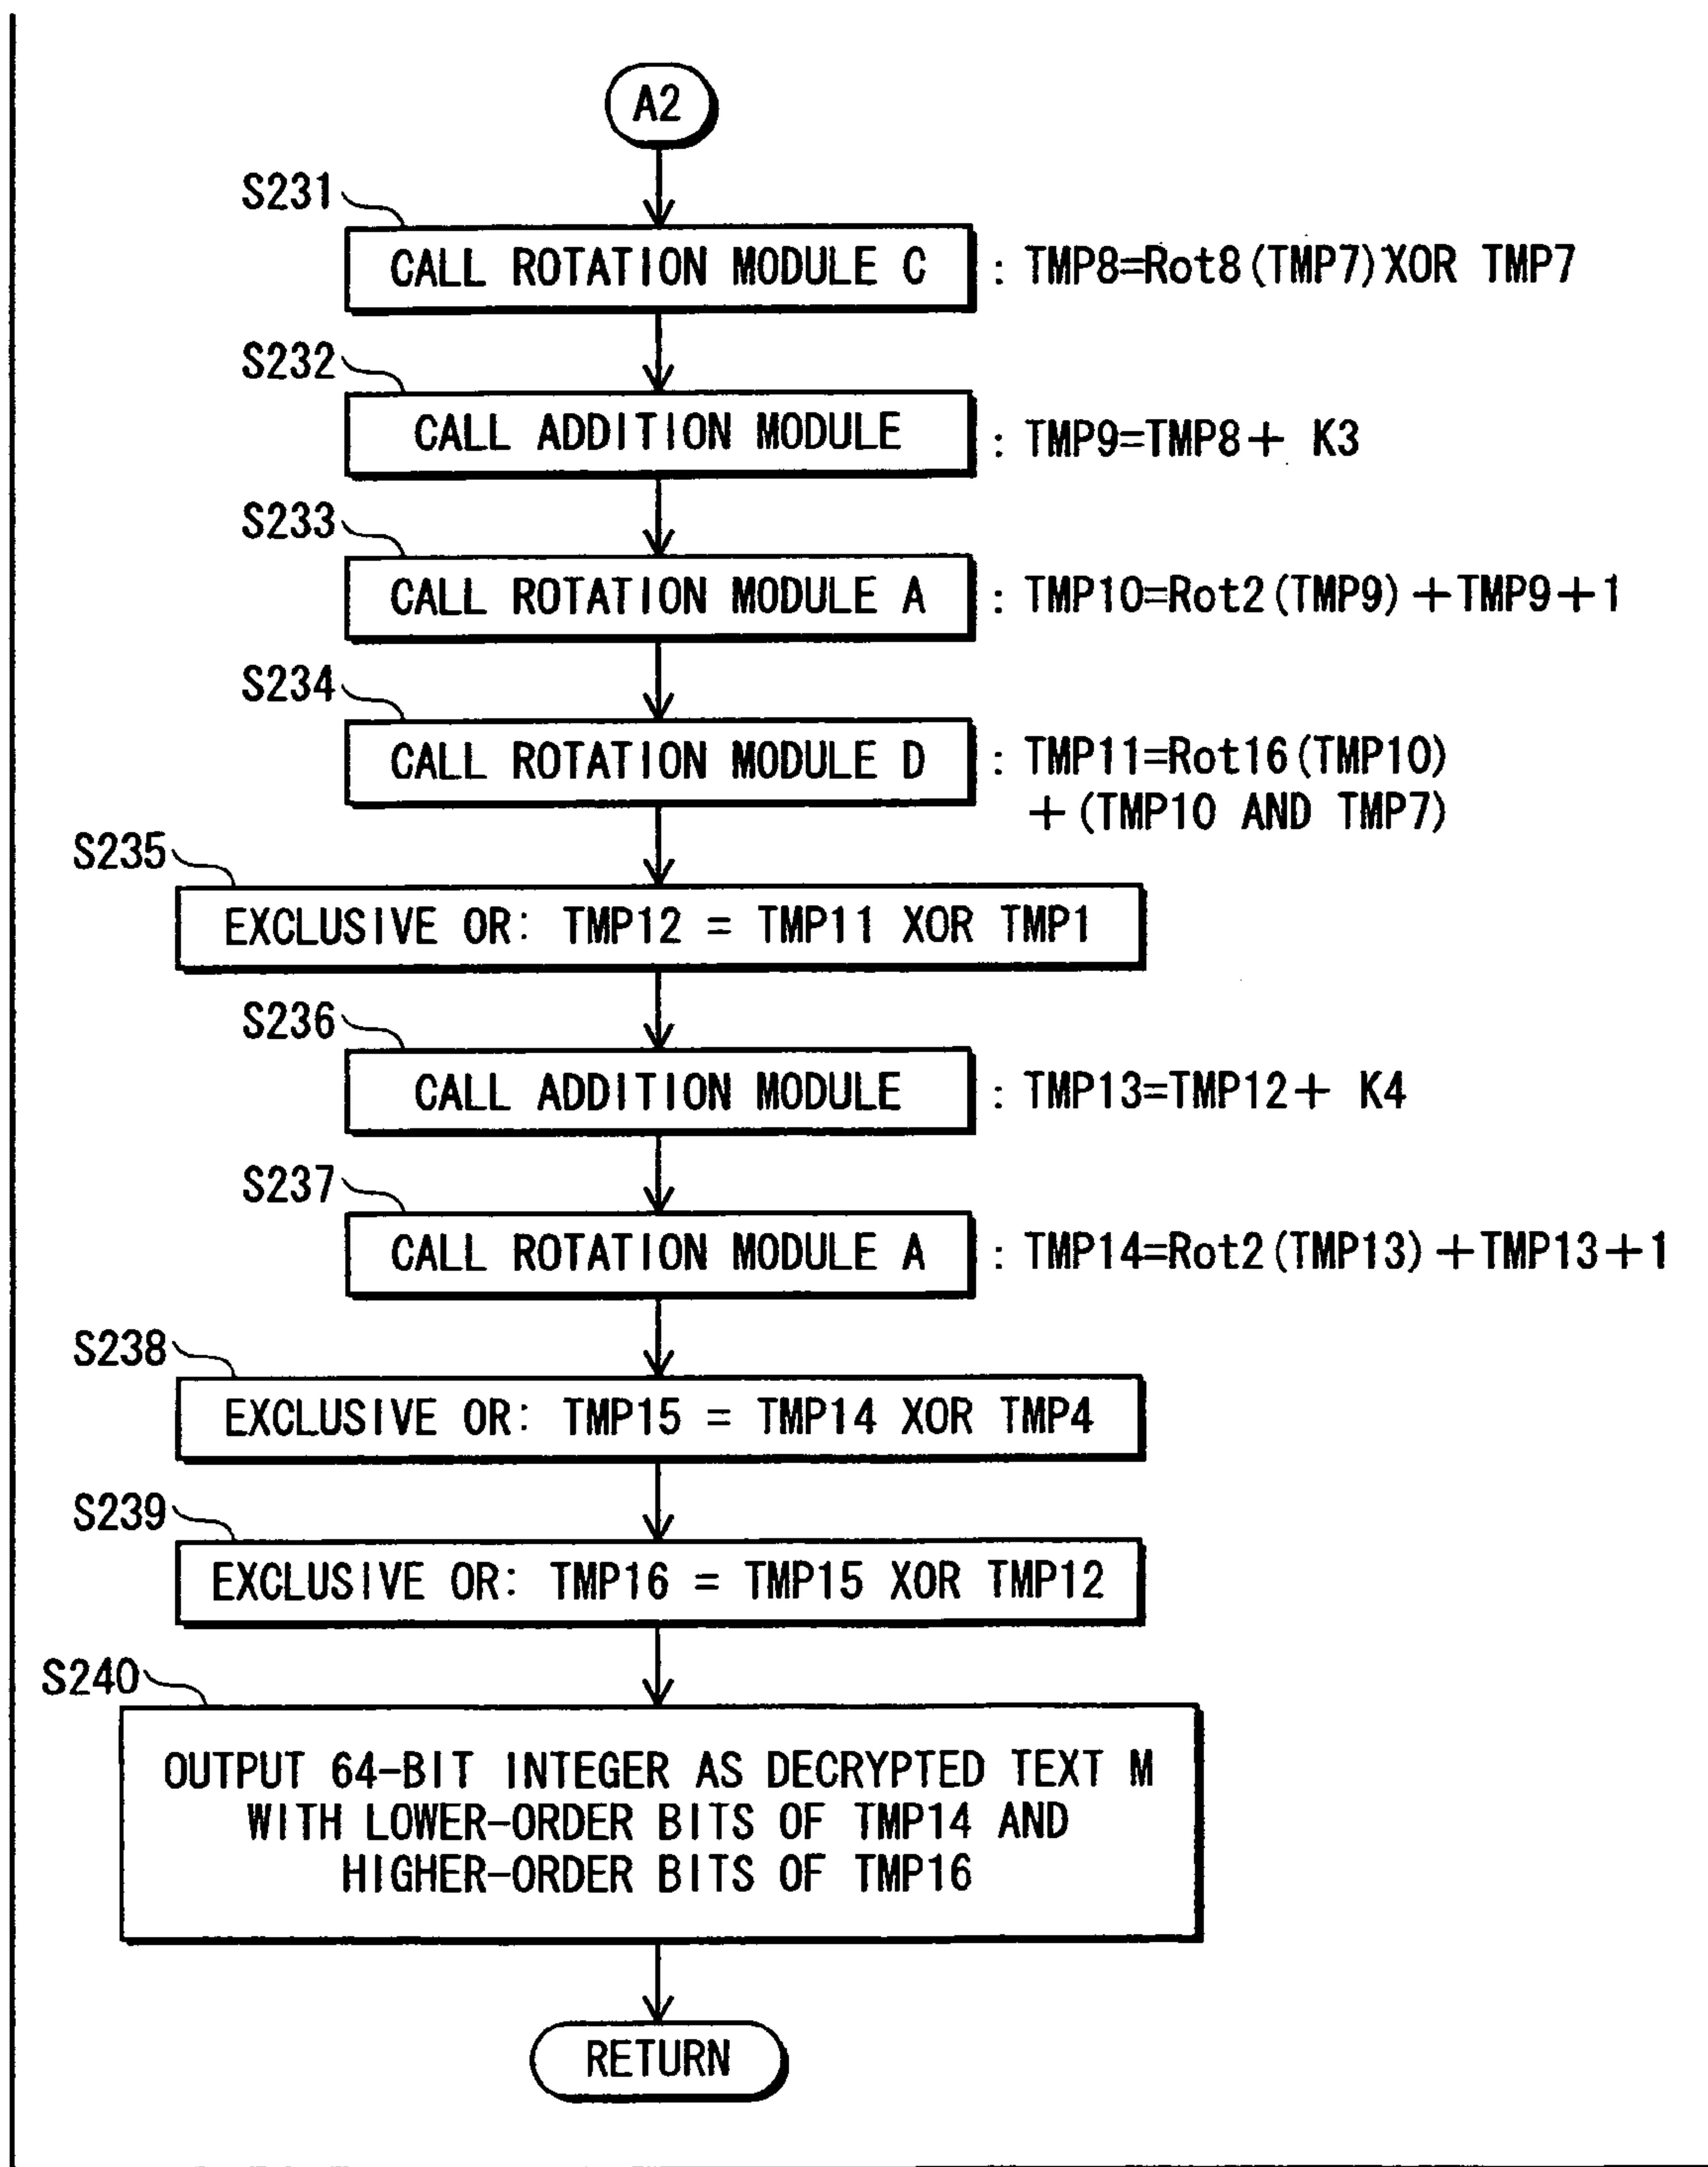 A2
S231
CALL ROTATION MODULE C : TMP8=Rot8(TMP7)XOR TMP7
S232
CALL ADDITION MODULE : TMP9=TMP8+ K3
S233
CALL ROTATION MODULE A : TMP10=Rot2(TMP9)+TMP9+1
S234
CALL ROTATION MODULE D : TMP11=Rot16(TMP10)
+(TMP10 AND TMP7)
S235
EXCLUSIVE OR: TMP12 = TMP11 XOR TMP1
S236
CALL ADDITION MODULE : TMP13=TMP12+ K4
S237
CALL ROTATION MODULE A : TMP14=Rot2(TMP13)+TMP13+1
S238
EXCLUSIVE OR: TMP15 = TMP14 XOR TMP4
S239
EXCLUSIVE OR: TMP16 = TMP15 XOR TMP12
S240
OUTPUT 64-BIT INTEGER AS DECRYPTED TEXT M
WITH LOWER-ORDER BITS OF TMP14 AND
HIGHER-ORDER BITS OF TMP16
RETURN